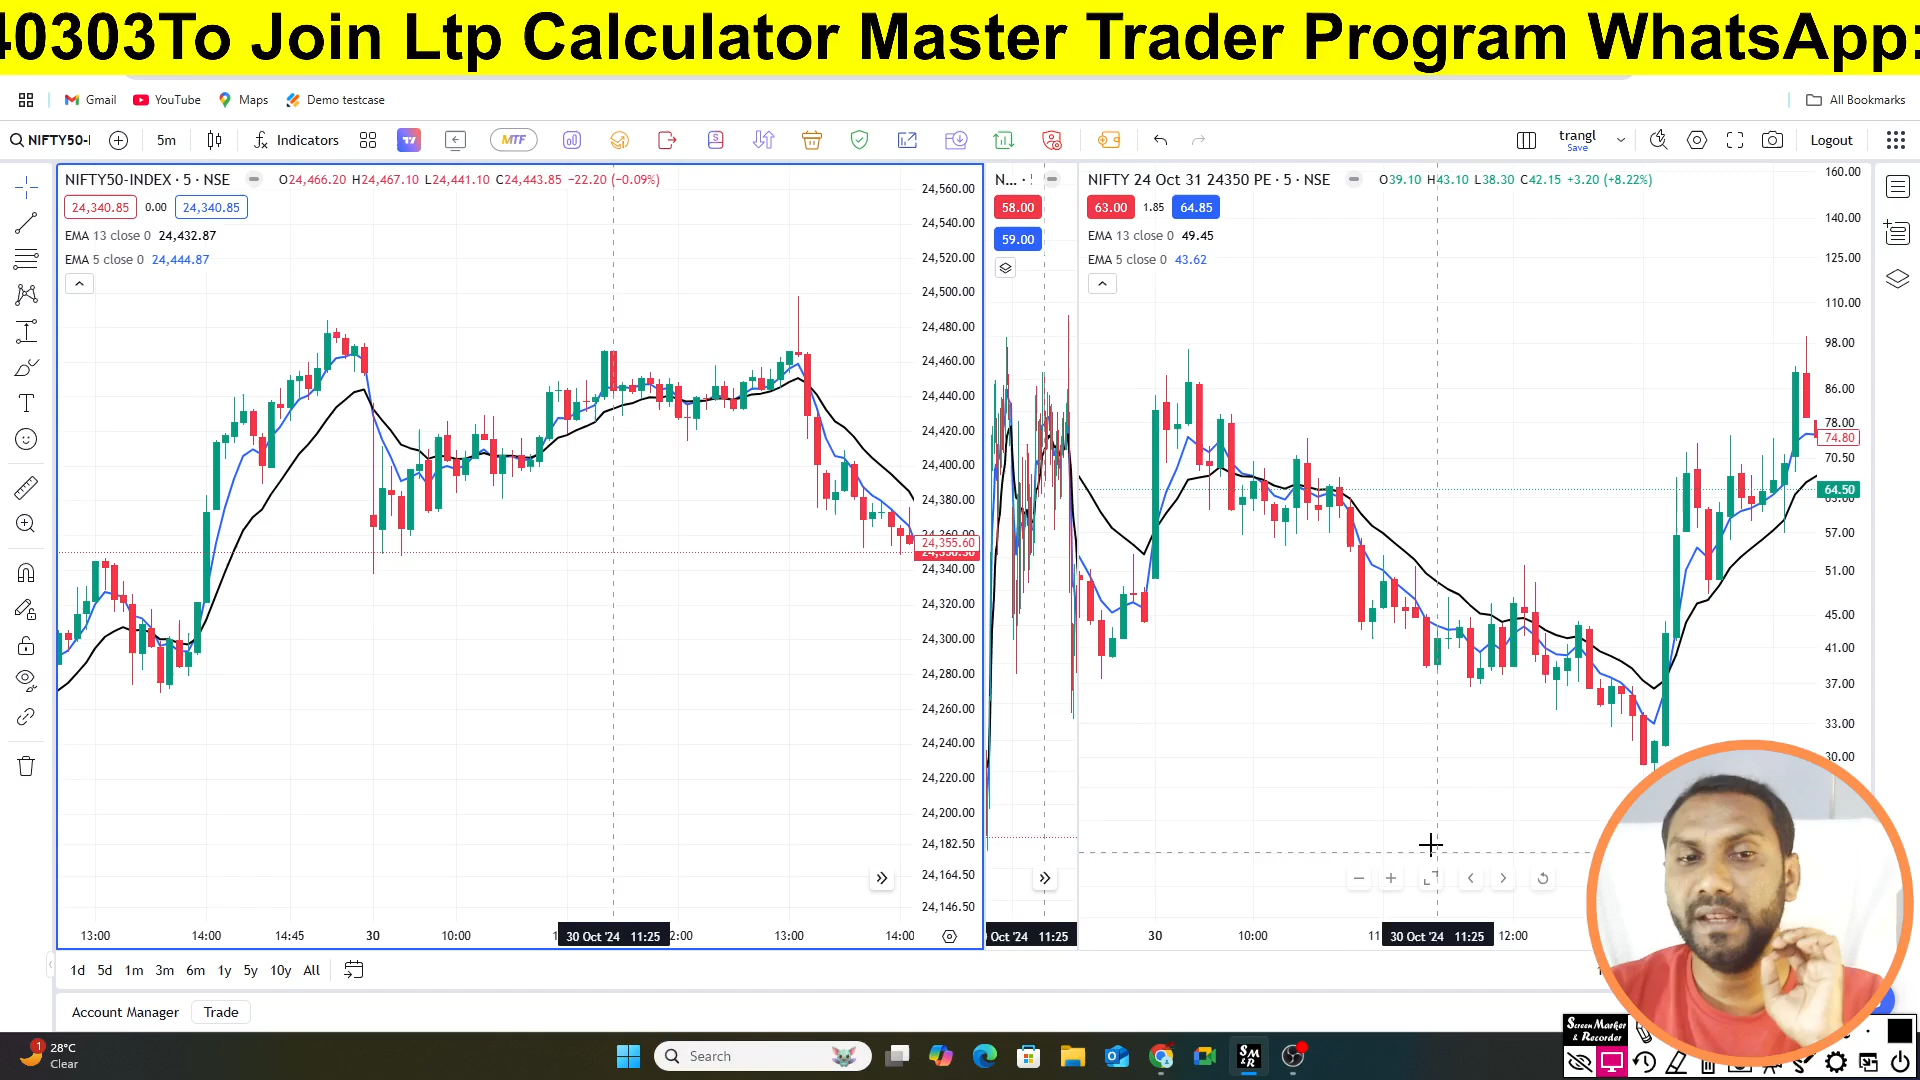 40303To Join Ltp Calculator Master Trader Program WhatsApp:
Gmail YouTube Maps Demo testcase All Bookmarks
NIFTY50-I 5m Indicators MTF trangl Save Logout
NIFTY50-INDEX · 5 · NSE O24,466.20 H24,467.10 L24,441.10 C24,443.85 −22.20 (−0.09%)
24,340.85 0.00 24,340.85
EMA 13 close 0 24,432.87
EMA 5 close 0 24,444.87
24,560.00
24,540.00
24,520.00
24,500.00
24,480.00
24,460.00
24,440.00
24,420.00
24,400.00
24,380.00
24,355.60
24,340.00
24,320.00
24,300.00
24,280.00
24,260.00
24,240.00
24,220.00
24,200.00
24,182.50
24,164.50
24,146.50
13:00 14:00 14:45 30 10:00 30 Oct '24 11:25 2:00 13:00 14:00
N... ·
58.00
59.00
Oct '24 11:25
NIFTY 24 Oct 31 24350 PE · 5 · NSE O39.10 H43.10 L38.30 C42.15 +3.20 (+8.22%)
63.00 1.85 64.85
EMA 13 close 0 49.45
EMA 5 close 0 43.62
160.00
140.00
125.00
110.00
98.00
86.00
78.00
74.80
70.50
64.50
57.00
51.00
45.00
41.00
37.00
33.00
30.00
30 10:00 11 30 Oct '24 11:25 12:00
1d 5d 1m 3m 6m 1y 5y 10y All
Account Manager Trade
Screen Marker
& Recorder
1 28°C
Clear
Search
SM
&R